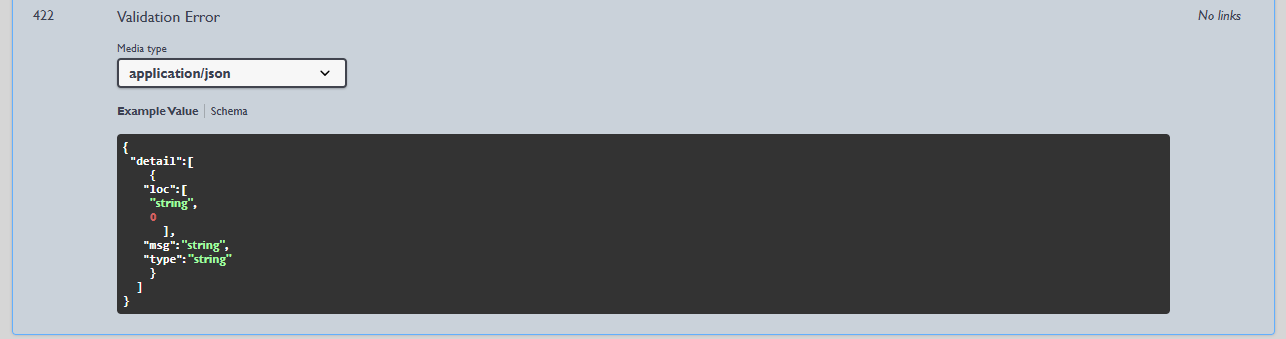 422 Validation Error No links
Media type
application/json
Example Value | Schema
{
"detail":[
{
"loc":[
"string",
0
],
"msg":"string",
"type":"string"
}
]
}